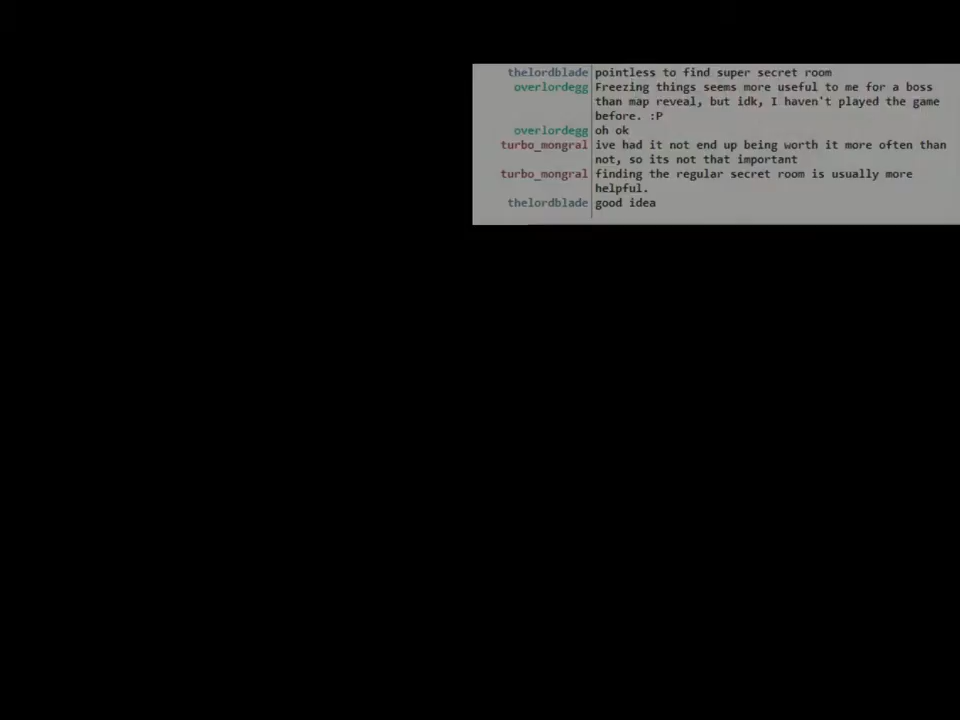 thelordblade pointless to find super secret room
overlordegg Freezing things seems more useful to me for a boss
than map reveal, but idk, I haven't played the game
before. :P
overlordegg oh ok
turbo_mongral ive had it not end up being worth it more often than
not, so its not that important
turbo_mongral finding the regular secret room is usually more
helpful.
thelordblade good idea